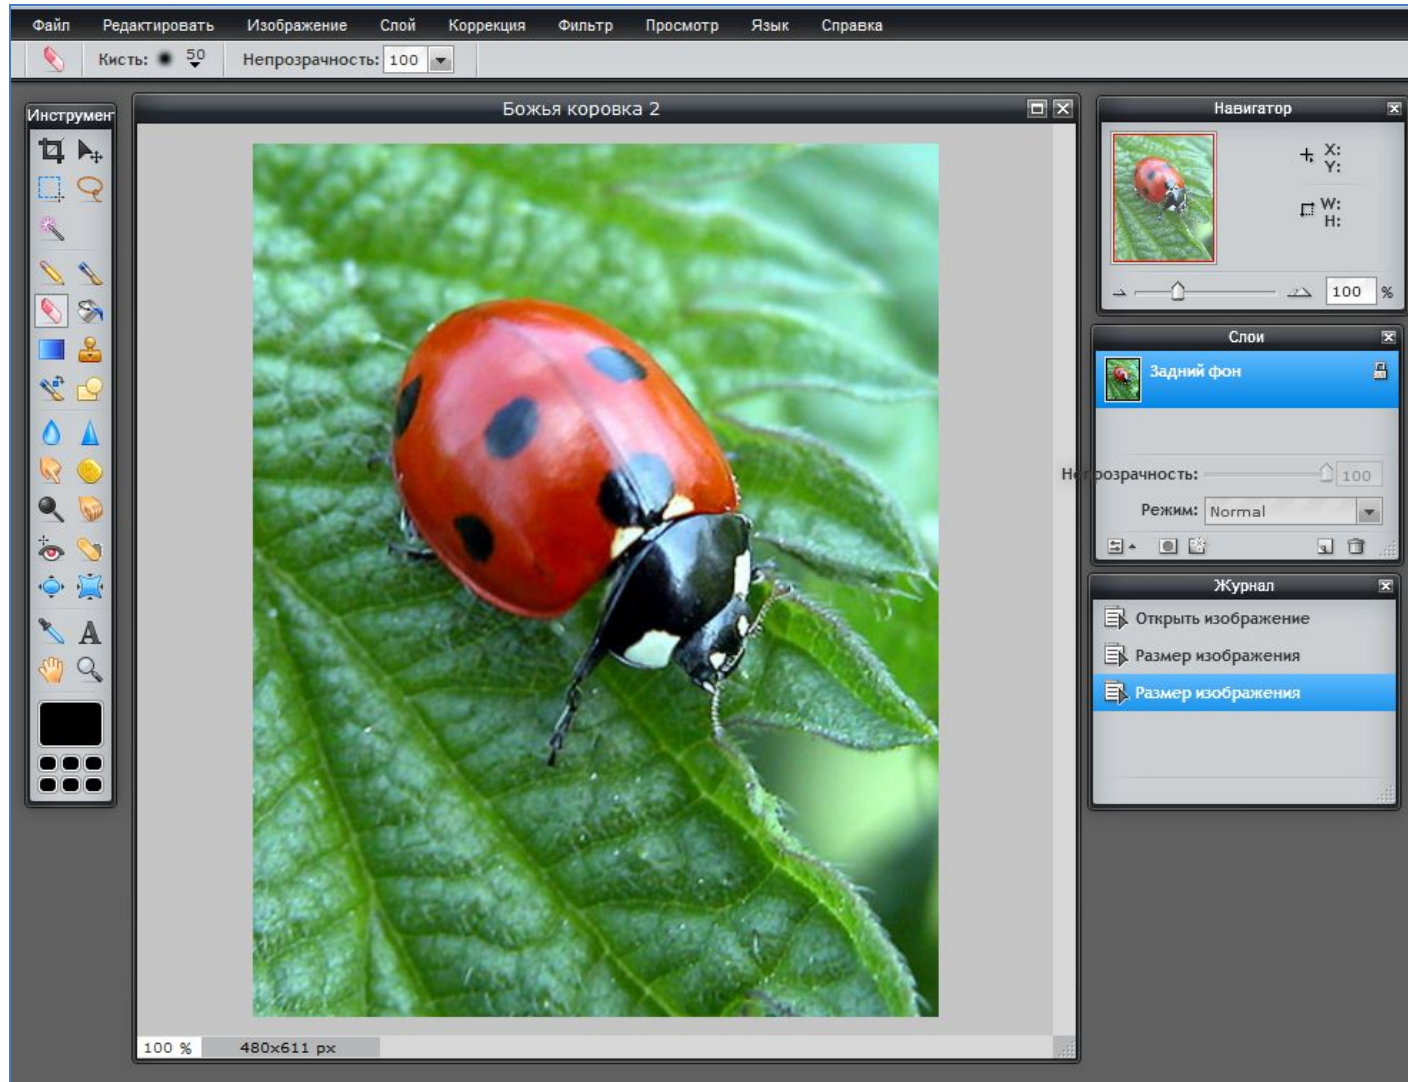 Файл Редактировать Изображение Слой Коррекция Фильтр Просмотр Язык Справка
Кисть: 50 Непрозрачность: 100
Инструмент
Божья коровка 2
100 % 480x611 px
Навигатор
X:
Y:
W:
H:
100 %
Слои
Задний фон
Непрозрачность: 100
Режим: Normal
Журнал
Открыть изображение
Размер изображения
Размер изображения